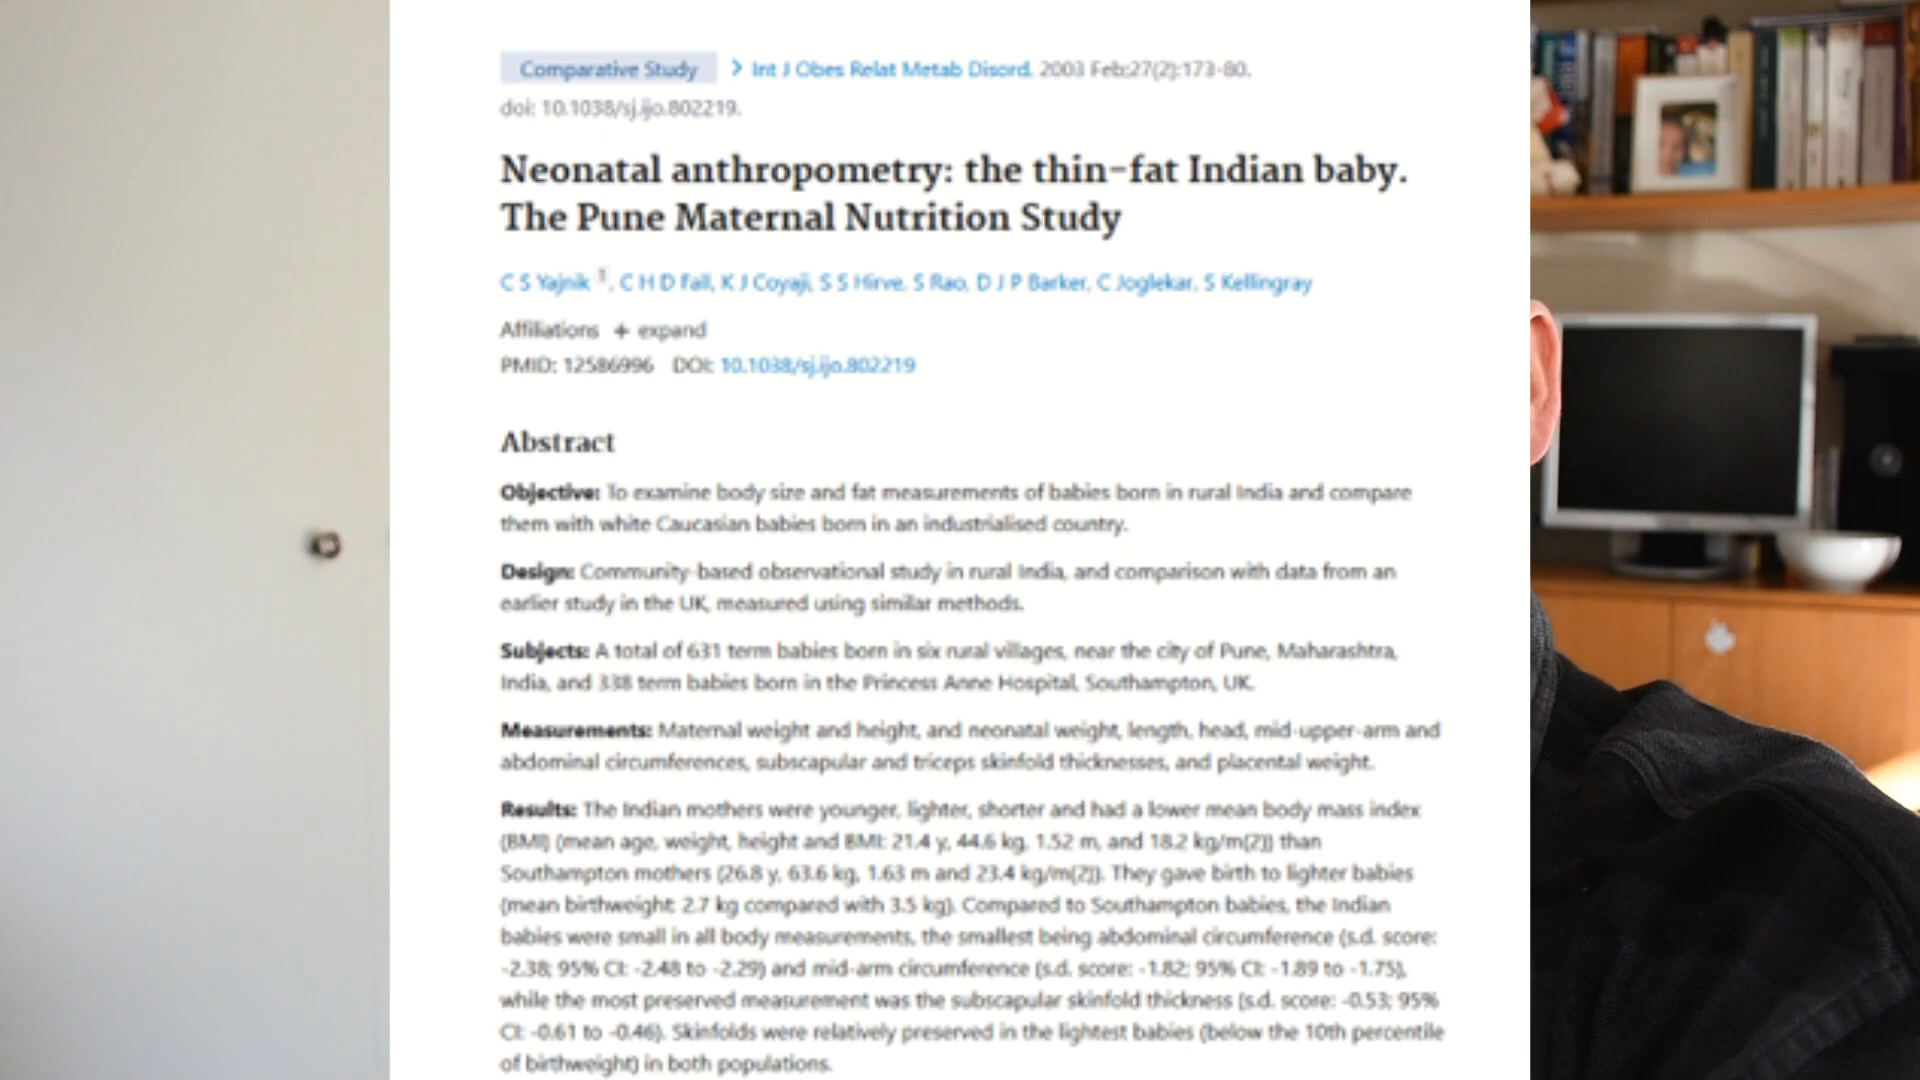 Comparative Study > Int J Obes Relat Metab Disord. 2003 Feb;27(2):173-80.
doi: 10.1038/sj.ijo.802219.
Neonatal anthropometry: the thin-fat Indian baby.
The Pune Maternal Nutrition Study
C S Yajnik 1, C H D Fall, K J Coyaji, S S Hirve, S Rao, D J P Barker, C Joglekar, S Kellingray
Affiliations + expand
PMID: 12586996 DOI: 10.1038/sj.ijo.802219
Abstract
Objective: To examine body size and fat measurements of babies born in rural India and compare
them with white Caucasian babies born in an industrialised country.
Design: Community-based observational study in rural India, and comparison with data from an
earlier study in the UK, measured using similar methods.
Subjects: A total of 631 term babies born in six rural villages, near the city of Pune, Maharashtra,
India, and 338 term babies born in the Princess Anne Hospital, Southampton, UK.
Measurements: Maternal weight and height, and neonatal weight, length, head, mid-upper-arm and
abdominal circumferences, subscapular and triceps skinfold thicknesses, and placental weight.
Results: The Indian mothers were younger, lighter, shorter and had a lower mean body mass index
(BMI) (mean age, weight, height and BMI: 21.4 y, 44.6 kg, 1.52 m, and 18.2 kg/m(2)) than
Southampton mothers (26.8 y, 63.6 kg, 1.63 m and 23.4 kg/m(2)). They gave birth to lighter babies
(mean birthweight: 2.7 kg compared with 3.5 kg). Compared to Southampton babies, the Indian
babies were small in all body measurements, the smallest being abdominal circumference (s.d. score:
-2.38; 95% CI: -2.48 to -2.29) and mid-arm circumference (s.d. score: -1.82; 95% CI: -1.89 to -1.75),
while the most preserved measurement was the subscapular skinfold thickness (s.d. score: -0.53; 95%
CI: -0.61 to -0.46). Skinfolds were relatively preserved in the lightest babies (below the 10th percentile
of birthweight) in both populations.